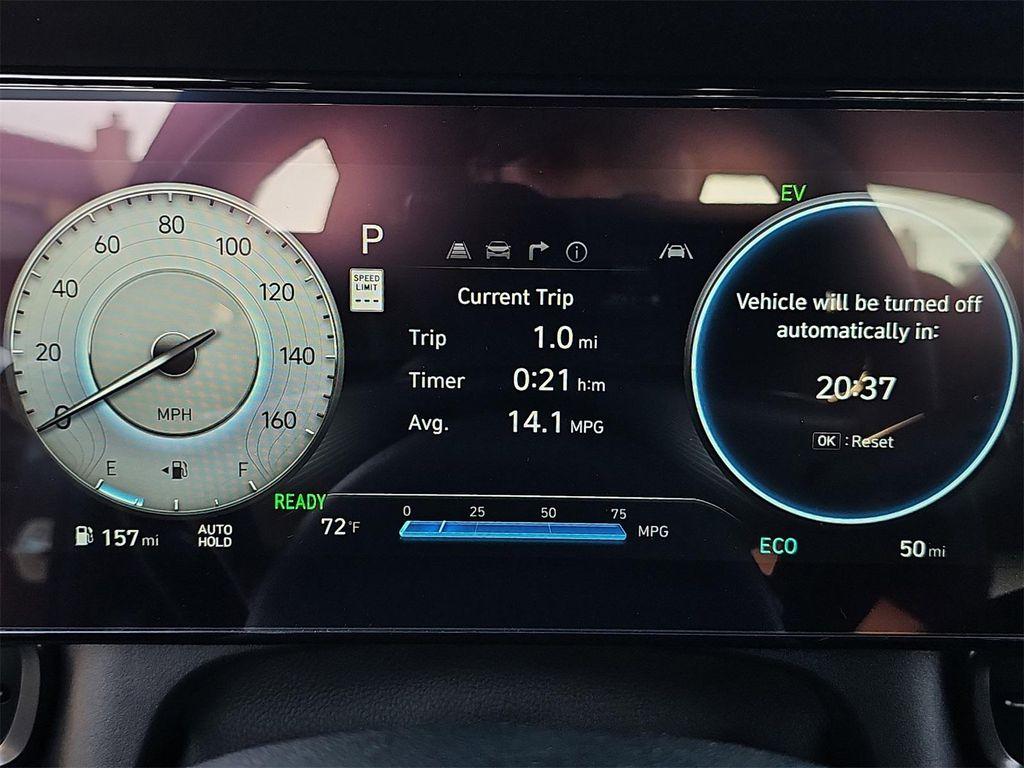 0
20
40
60
80
100
120
140
160
MPH
E
F
157 mi
AUTO
HOLD
READY
P
SPEED
LIMIT
---
Current Trip
Trip 1.0 mi
Timer 0:21 h:m
Avg. 14.1 MPG
72°F
0 25 50 75
MPG
EV
Vehicle will be turned off
automatically in:
20:37
OK : Reset
ECO
50 mi